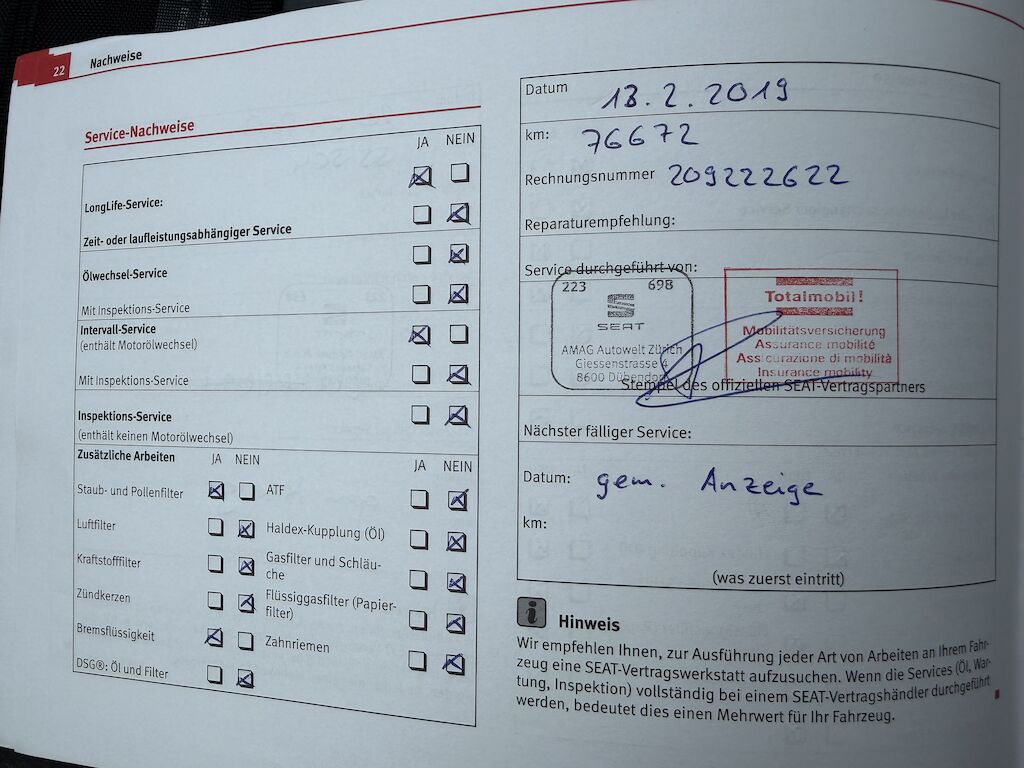 22
Nachweise
Service-Nachweise
JA NEIN
LongLife-Service:
Zeit- oder laufleistungsabhängiger Service
Ölwechsel-Service
Mit Inspektions-Service
Intervall-Service
(enthält Motorölwechsel)
Mit Inspektions-Service
Inspektions-Service
(enthält keinen Motorölwechsel)
Zusätzliche Arbeiten JA NEIN JA NEIN
Staub- und Pollenfilter ATF
Luftfilter Haldex-Kupplung (Öl)
Kraftstofffilter Gasfilter und Schläu-
che
Zündkerzen Flüssiggasfilter (Papier-
filter)
Bremsflüssigkeit Zahnriemen
DSG®: Öl und Filter
Datum 18.2.2019
km: 76672
Rechnungsnummer 209222622
Reparaturempfehlung:
Service durchgeführt von:
223 698
SEAT
AMAG Autowelt Zürich
Giessenstrasse 4
8600 Dübendorf
Totalmobil!
Mobilitätsversicherung
Assurance mobilité
Assicurazione di mobilità
Insurance mobility
Stempel des offiziellen SEAT-Vertragspartners
Nächster fälliger Service:
Datum: gem. Anzeige
km:
(was zuerst eintritt)
Hinweis
Wir empfehlen Ihnen, zur Ausführung jeder Art von Arbeiten an Ihrem Fahr-
zeug eine SEAT-Vertragswerkstatt aufzusuchen. Wenn die Services (Öl, War-
tung, Inspektion) vollständig bei einem SEAT-Vertragshändler durchgeführt
werden, bedeutet dies einen Mehrwert für Ihr Fahrzeug.